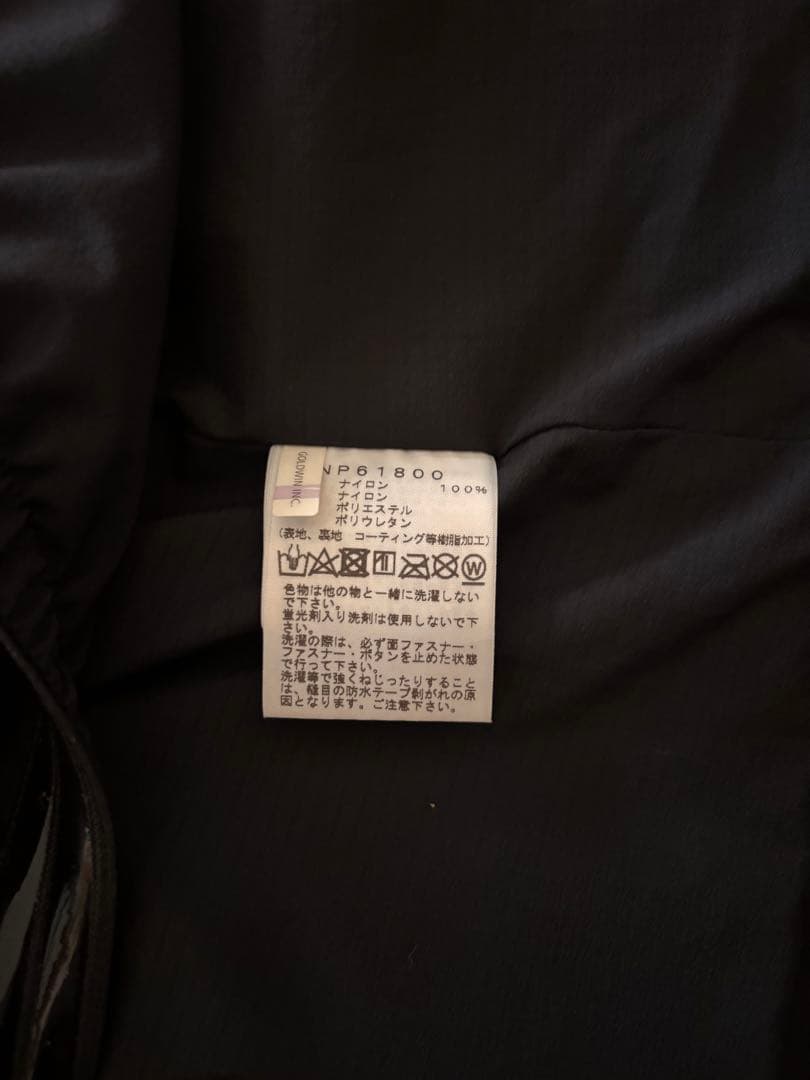 GOLDWIN INC.
NP61800
ナイロン 100%
ナイロン
ポリエステル
ポリウレタン
(表地、裏地 コーティング等樹脂加工)
W
色物は他の物と一緒に洗濯しない
で下さい。
蛍光剤入り洗剤は使用しないで下
さい。
洗濯の際は、必ず面ファスナー・
ファスナー・ボタンを止めた状態
で行って下さい。
洗濯等で強くねじったりすること
は、縫目の防水テープ剥がれの原
因となります。ご注意下さい。